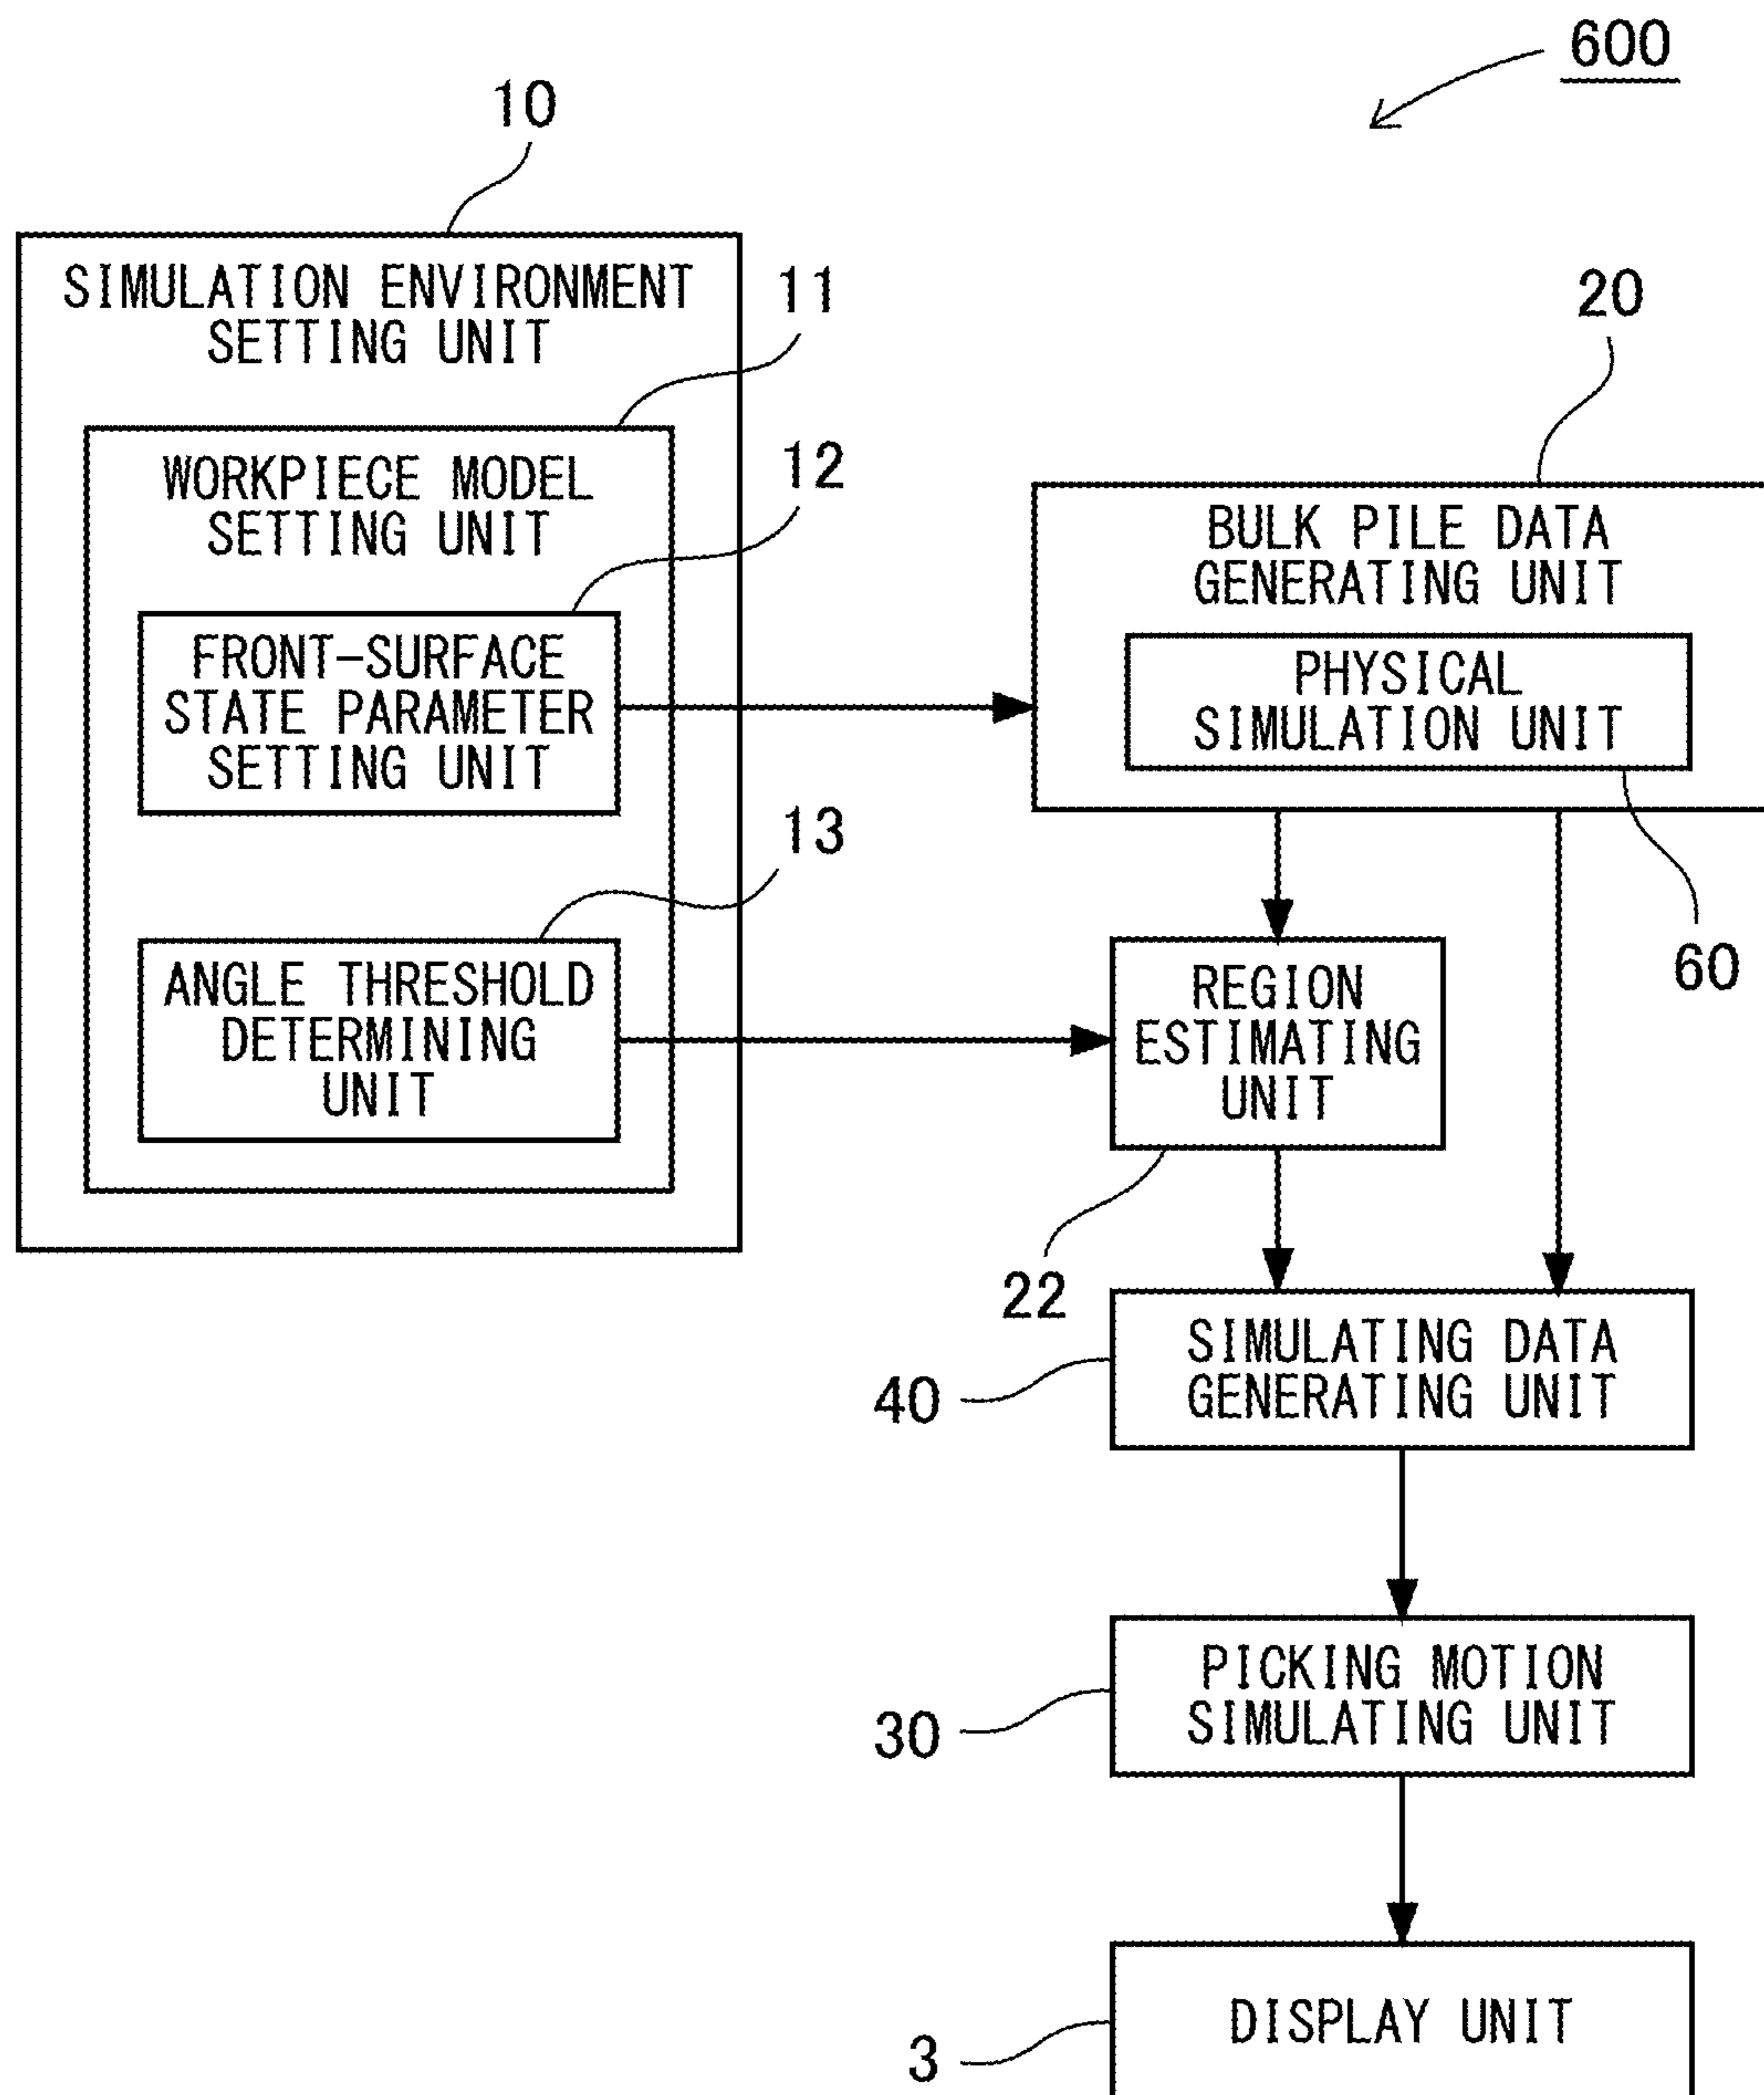 600
10
SIMULATION ENVIRONMENT
SETTING UNIT
11
WORKPIECE MODEL
SETTING UNIT
12
FRONT-SURFACE
STATE PARAMETER
SETTING UNIT
13
ANGLE THRESHOLD
DETERMINING
UNIT
20
BULK PILE DATA
GENERATING UNIT
PHYSICAL
SIMULATION UNIT
60
REGION
ESTIMATING
UNIT
22
SIMULATING DATA
GENERATING UNIT
40
PICKING MOTION
SIMULATING UNIT
30
DISPLAY UNIT
3